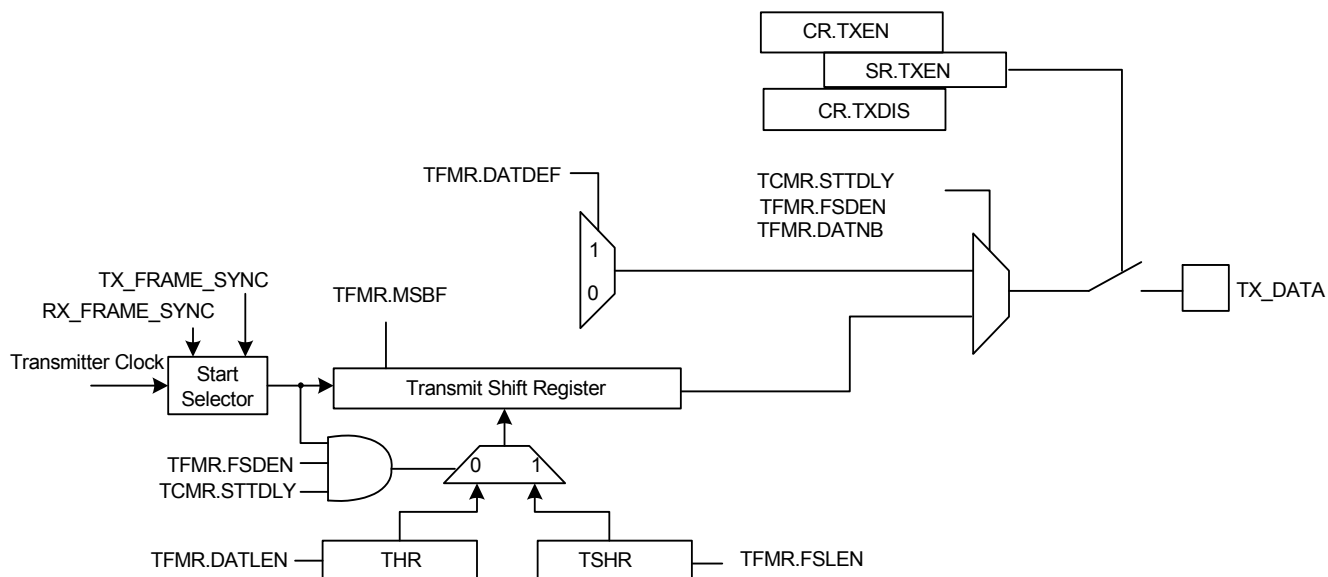 CR.TXEN
SR.TXEN
CR.TXDIS
TFMR.DATDEF
TCMR.STTDLY
TFMR.FSDEN
TFMR.DATNB
1
0
TX_FRAME_SYNC
RX_FRAME_SYNC
TFMR.MSBF
TX_DATA
Transmitter Clock
Start
Selector
Transmit Shift Register
TFMR.FSDEN
TCMR.STTDLY
0 1
TFMR.DATLEN
THR
TSHR
TFMR.FSLEN